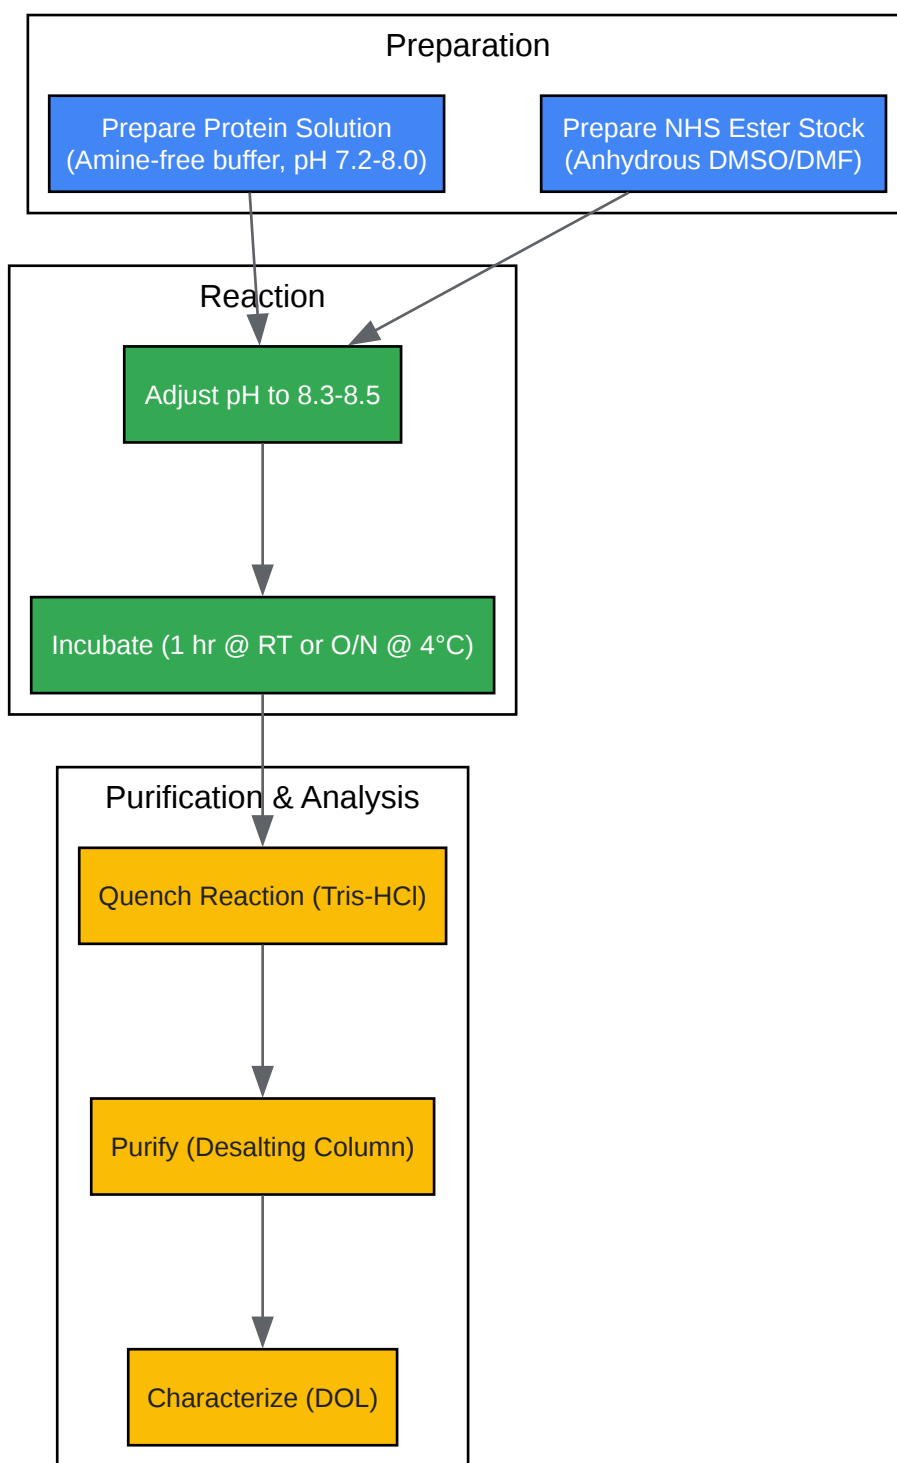 Preparation
Prepare Protein Solution
(Amine-free buffer, pH 7.2-8.0)
Prepare NHS Ester Stock
(Anhydrous DMSO/DMF)
Reaction
Adjust pH to 8.3-8.5
Incubate (1 hr @ RT or O/N @ 4°C)
Purification & Analysis
Quench Reaction (Tris-HCl)
Purify (Desalting Column)
Characterize (DOL)